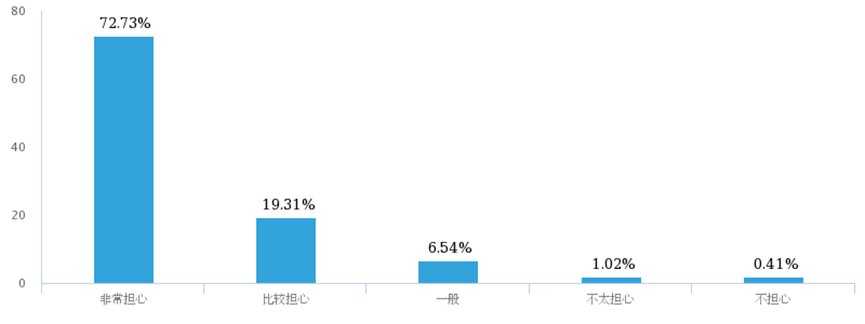 80
60
40
20
0
72.73%
19.31%
6.54%
1.02%
0.41%
非常担心
比较担心
一般
不太担心
不担心